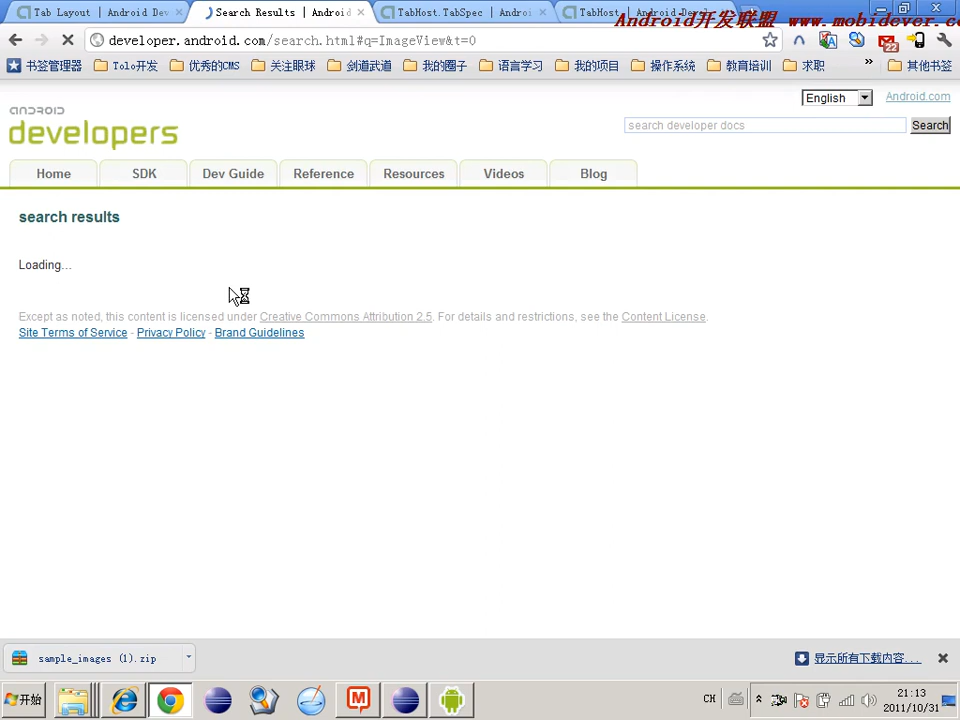 Tab Layout | Android Dev
Search Results | Android
TabHost.TabSpec | Androi
TabHost | Android Develo
Android开发联盟 www.mobidever.c
developer.android.com/search.html#q=ImageView&t=0
22
书签管理器
Tolo开发
优秀的CMS
关注眼球
剑道武道
我的圈子
语言学习
我的项目
操作系统
教育培训
求职
»
其他书签
English
Android.com
ANDROID
developers
search developer docs
Search
Home
SDK
Dev Guide
Reference
Resources
Videos
Blog
search results
Loading...
Except as noted, this content is licensed under Creative Commons Attribution 2.5. For details and restrictions, see the Content License.
Site Terms of Service - Privacy Policy - Brand Guidelines
sample_images (1).zip
显示所有下载内容...
开始
CH
21:13
2011/10/31